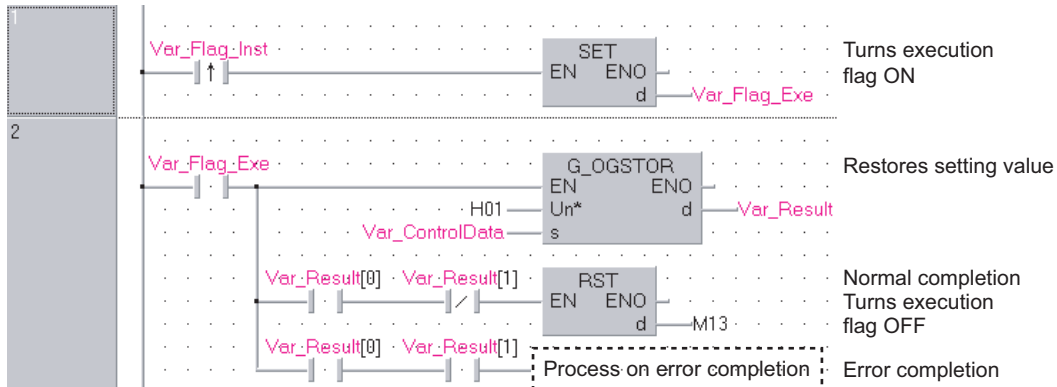 1
Var_Flag_Inst
SET
EN ENO
d
Var_Flag_Exe
Turns execution
flag ON
2
Var_Flag_Exe
G_OGSTOR
EN ENO
H01
Un*
d
Var_Result
Var_ControlData
s
Restores setting value
Var_Result[0]
Var_Result[1]
RST
EN ENO
d
M13
Normal completion
Turns execution
flag OFF
Var_Result[0]
Var_Result[1]
Process on error completion
Error completion